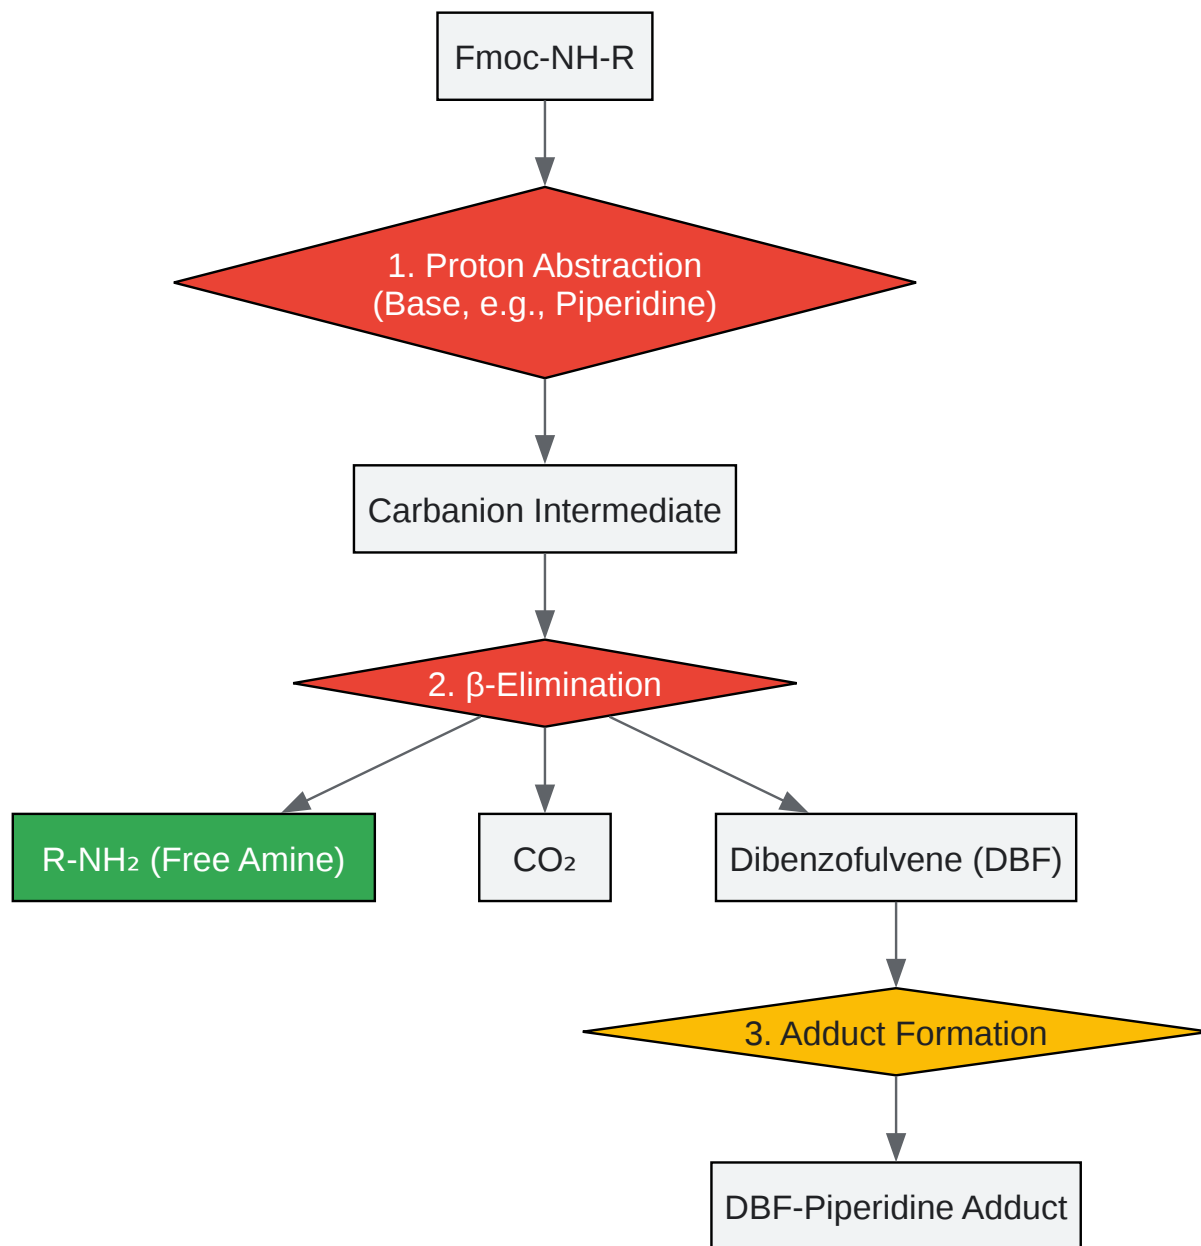 Fmoc-NH-R
1. Proton Abstraction
(Base, e.g., Piperidine)
Carbanion Intermediate
2. β-Elimination
R-NH₂ (Free Amine)
CO₂
Dibenzofulvene (DBF)
3. Adduct Formation
DBF-Piperidine Adduct